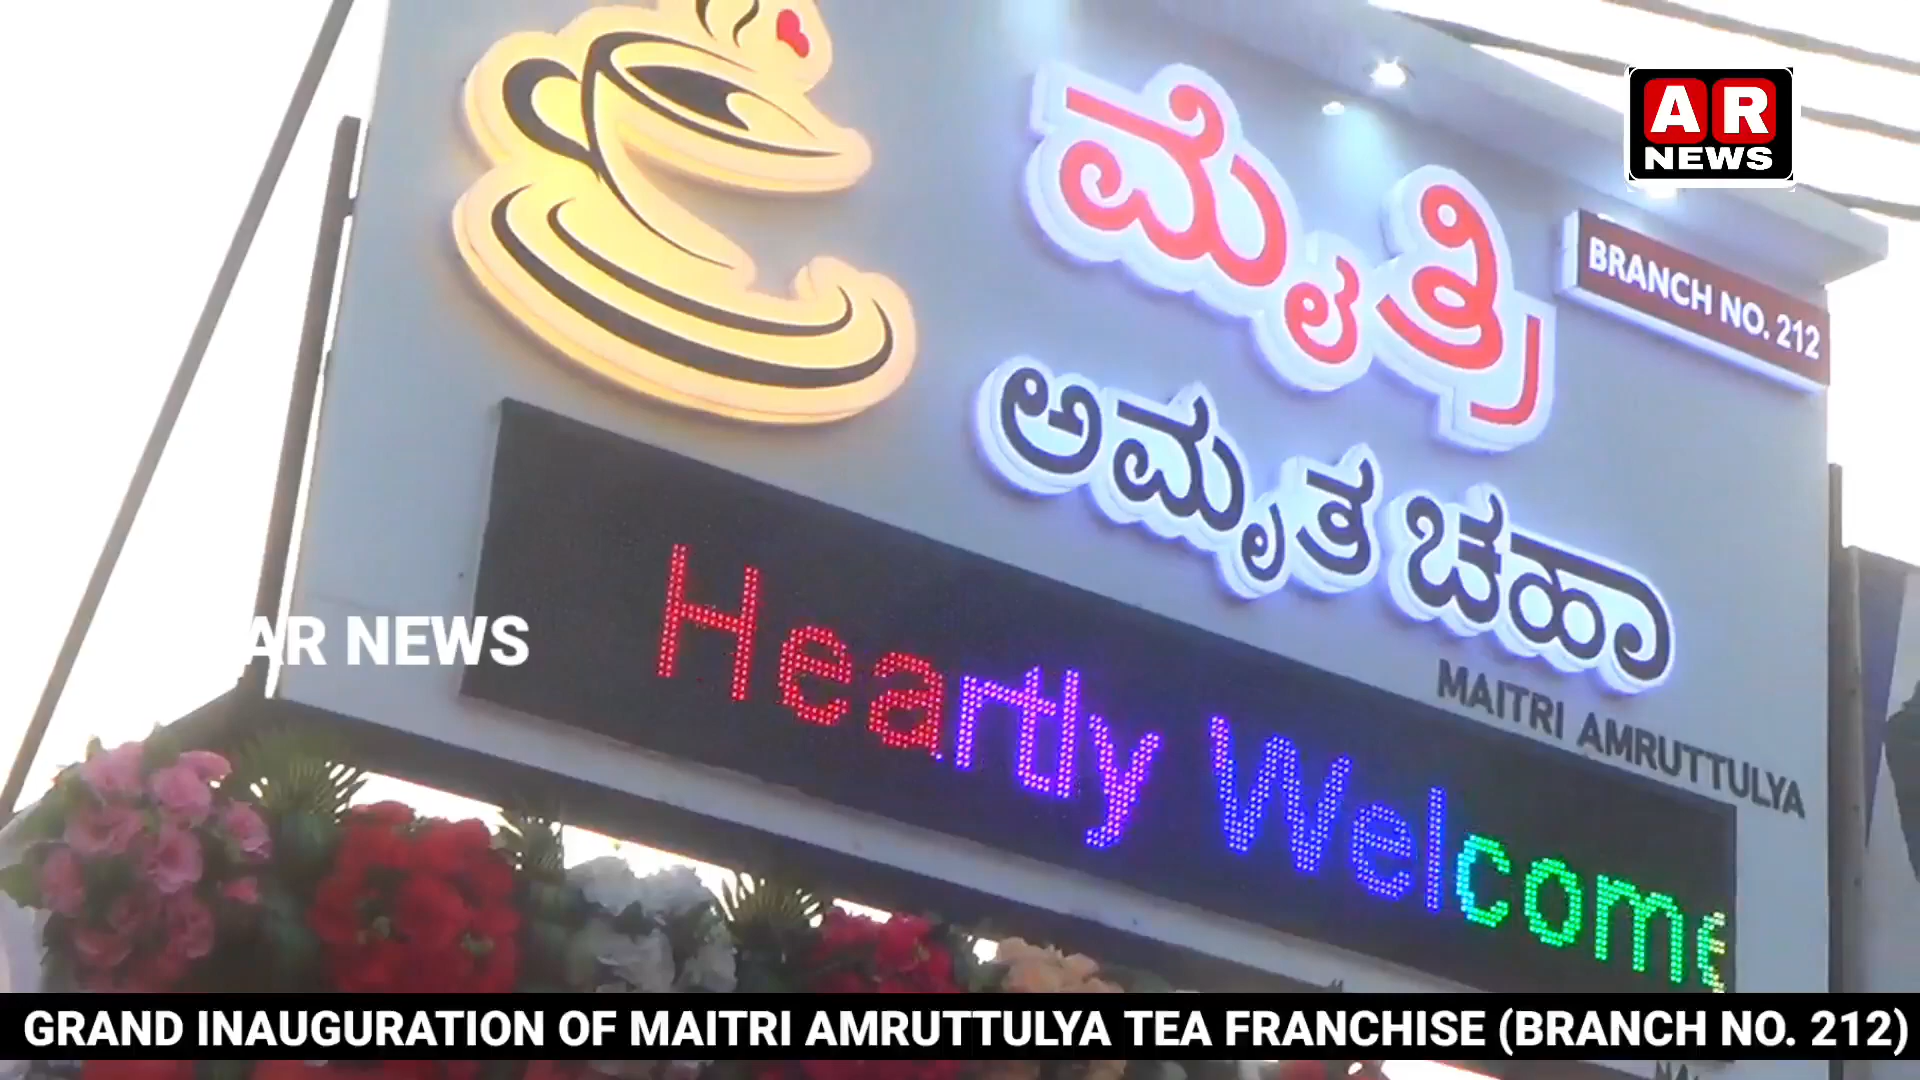 AR
NEWS
ಮೈತ್ರಿ
BRANCH NO. 212
ಅಮೃತ ಚಹಾ
MAITRI AMRUTTULYA
Heartly Welcome
AR NEWS
GRAND INAUGURATION OF MAITRI AMRUTTULYA TEA FRANCHISE (BRANCH NO. 212)